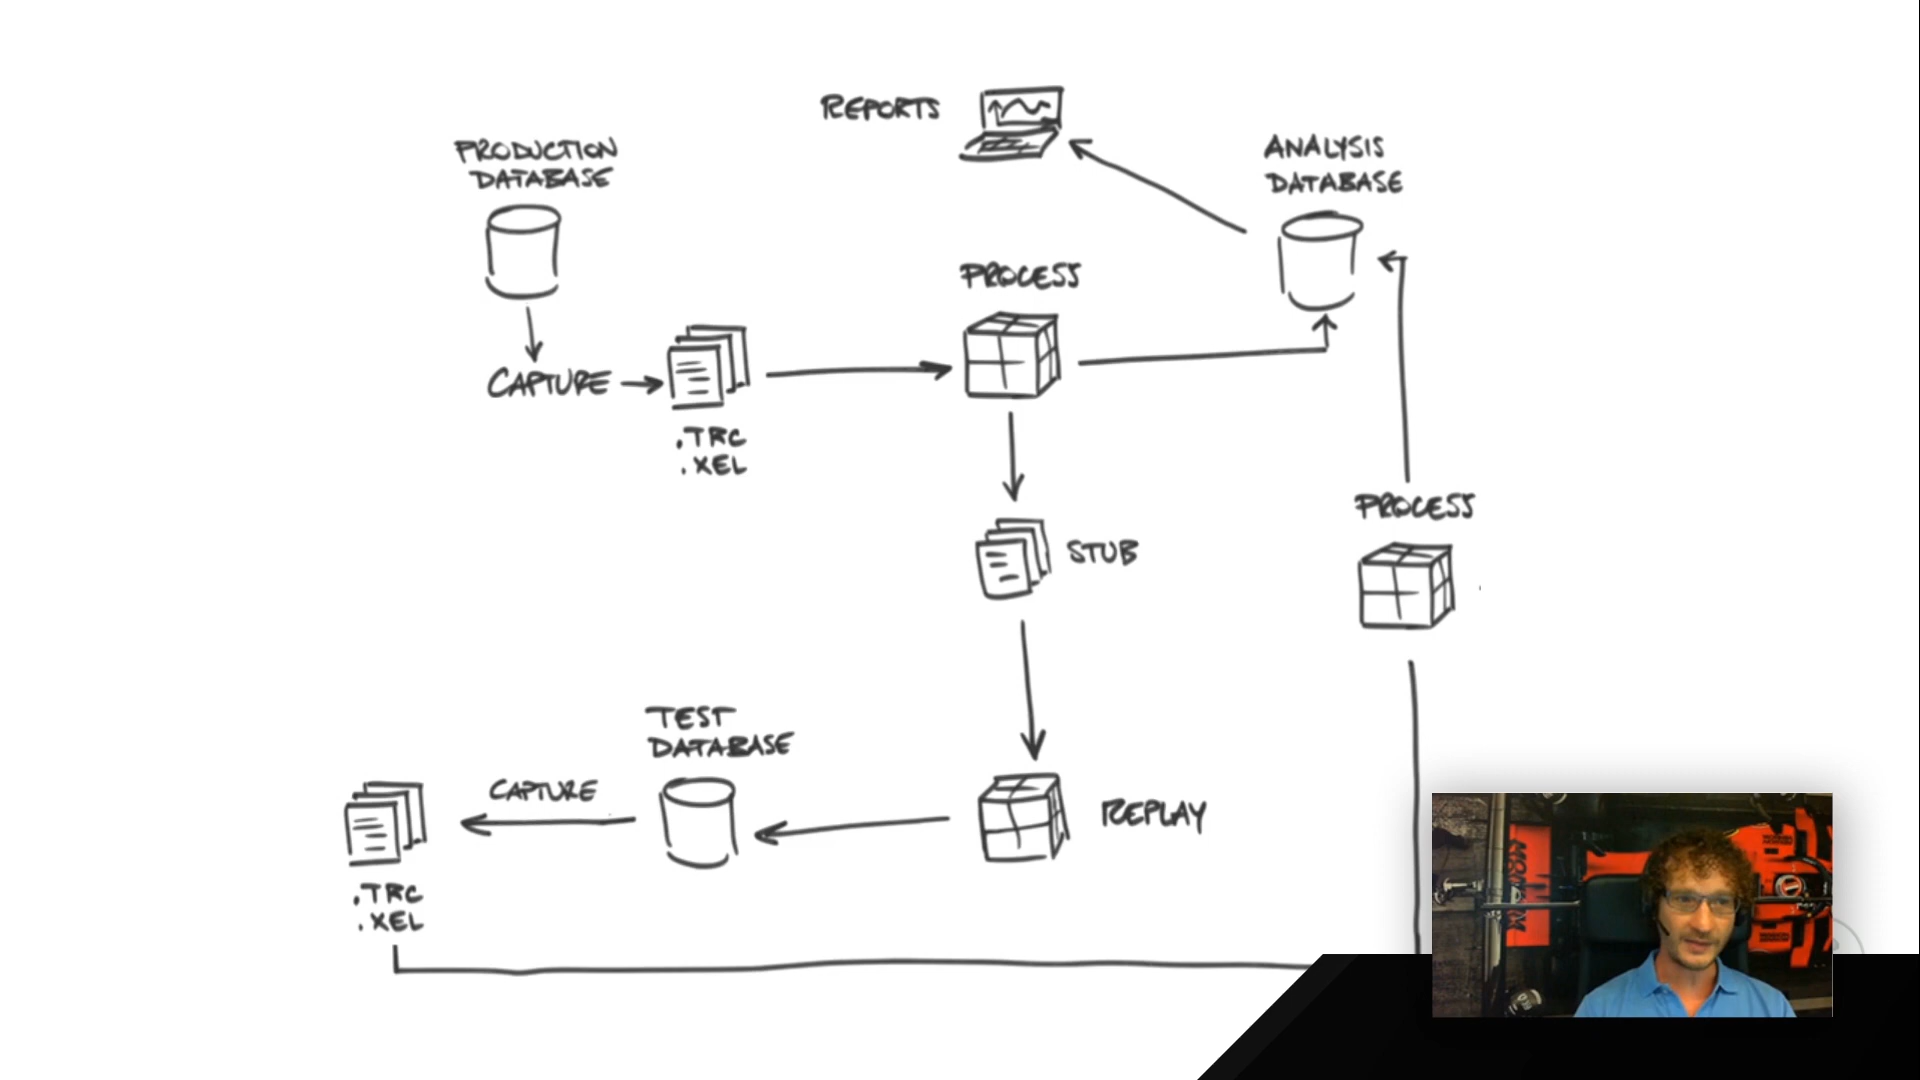 REPORTS
PRODUCTION
DATABASE
ANALYSIS
DATABASE
PROCESS
CAPTURE
.TRC
.XEL
STUB
PROCESS
TEST
DATABASE
CAPTURE
REPLAY
.TRC
.XEL